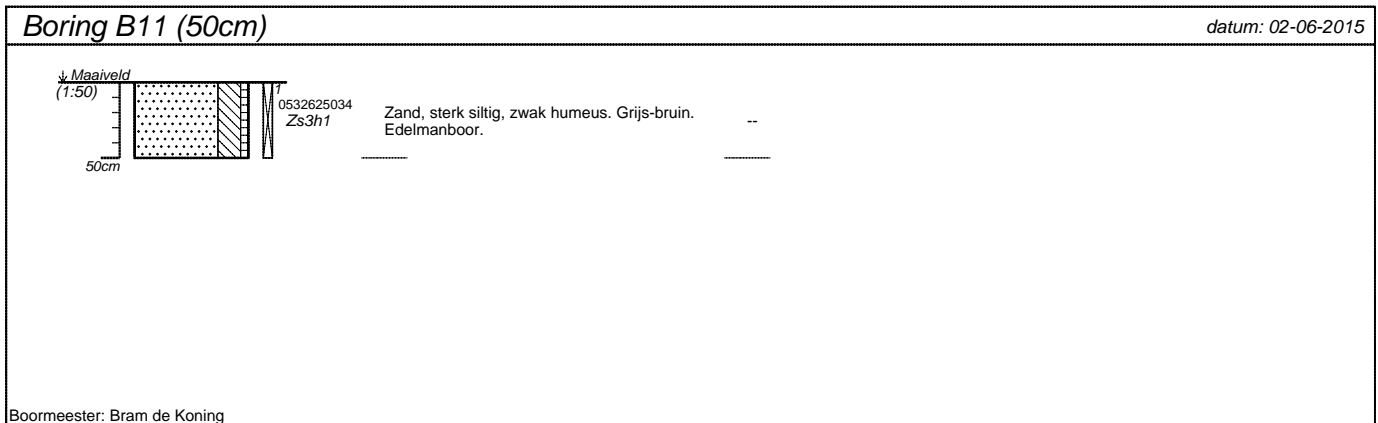 Boring B11 (50cm)
datum: 02-06-2015
Maaiveld
(1:50)
1
0532625034
Zs3h1
Zand, sterk siltig, zwak humeus. Grijs-bruin.
Edelmanboor.
--
50cm
Boormeester: Bram de Koning